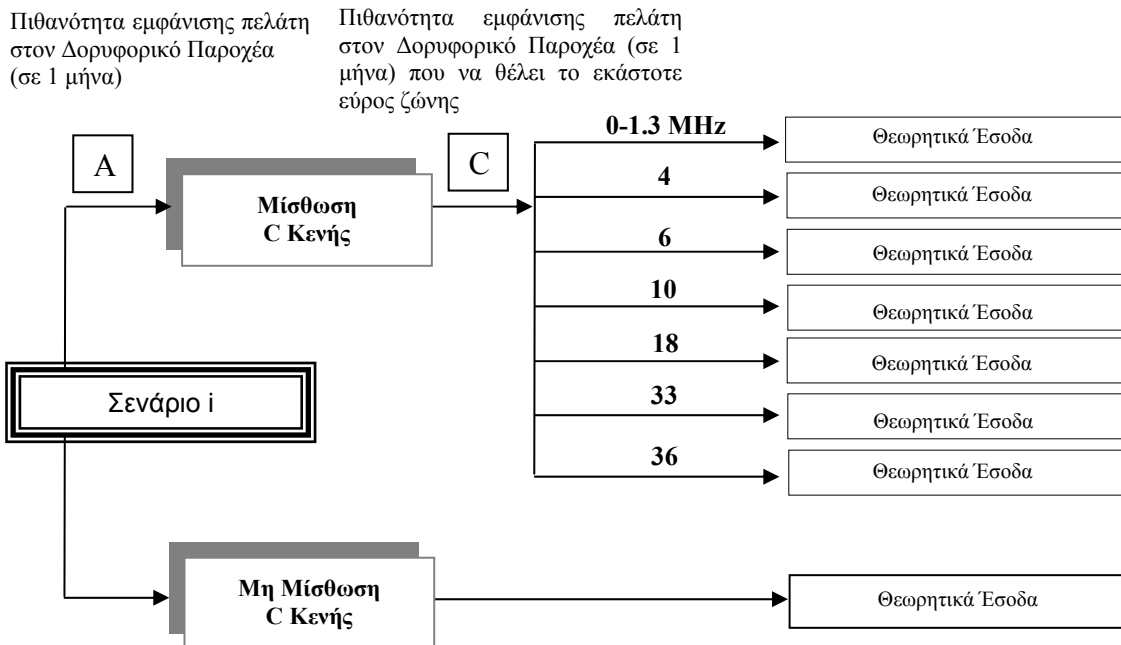 Πιθανότητα εμφάνισης πελάτη
στον Δορυφορικό Παροχέα
(σε 1 μήνα)
Πιθανότητα εμφάνισης πελάτη
στον Δορυφορικό Παροχέα (σε 1
μήνα) που να θέλει το εκάστοτε
εύρος ζώνης
A
Μίσθωση
C Κενής
C
0-1.3 MHz
Θεωρητικά Έσοδα
4
Θεωρητικά Έσοδα
6
Θεωρητικά Έσοδα
10
Θεωρητικά Έσοδα
18
Θεωρητικά Έσοδα
33
Θεωρητικά Έσοδα
36
Θεωρητικά Έσοδα
Σενάριο i
Μη Μίσθωση
C Κενής
Θεωρητικά Έσοδα